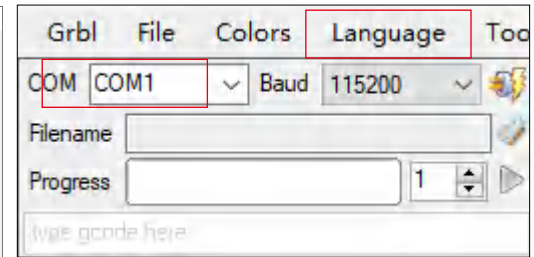 Grbl File Colors Language Too
COM COM1 Baud 115200
Filename
Progress 1
type gcode here